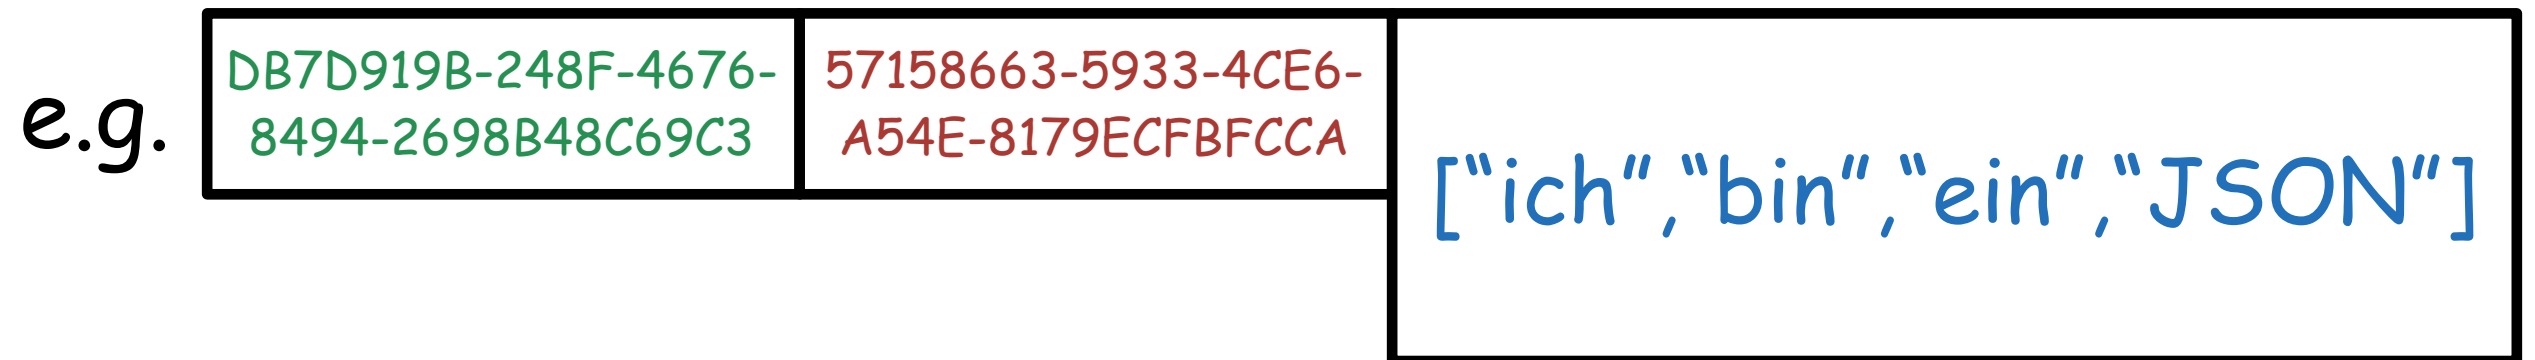 e.g.
DB7D919B-248F-4676-
8494-2698B48C69C3
57158663-5933-4CE6-
A54E-8179ECFBFCCA
[“ich”,“bin”,“ein”,“JSON”]